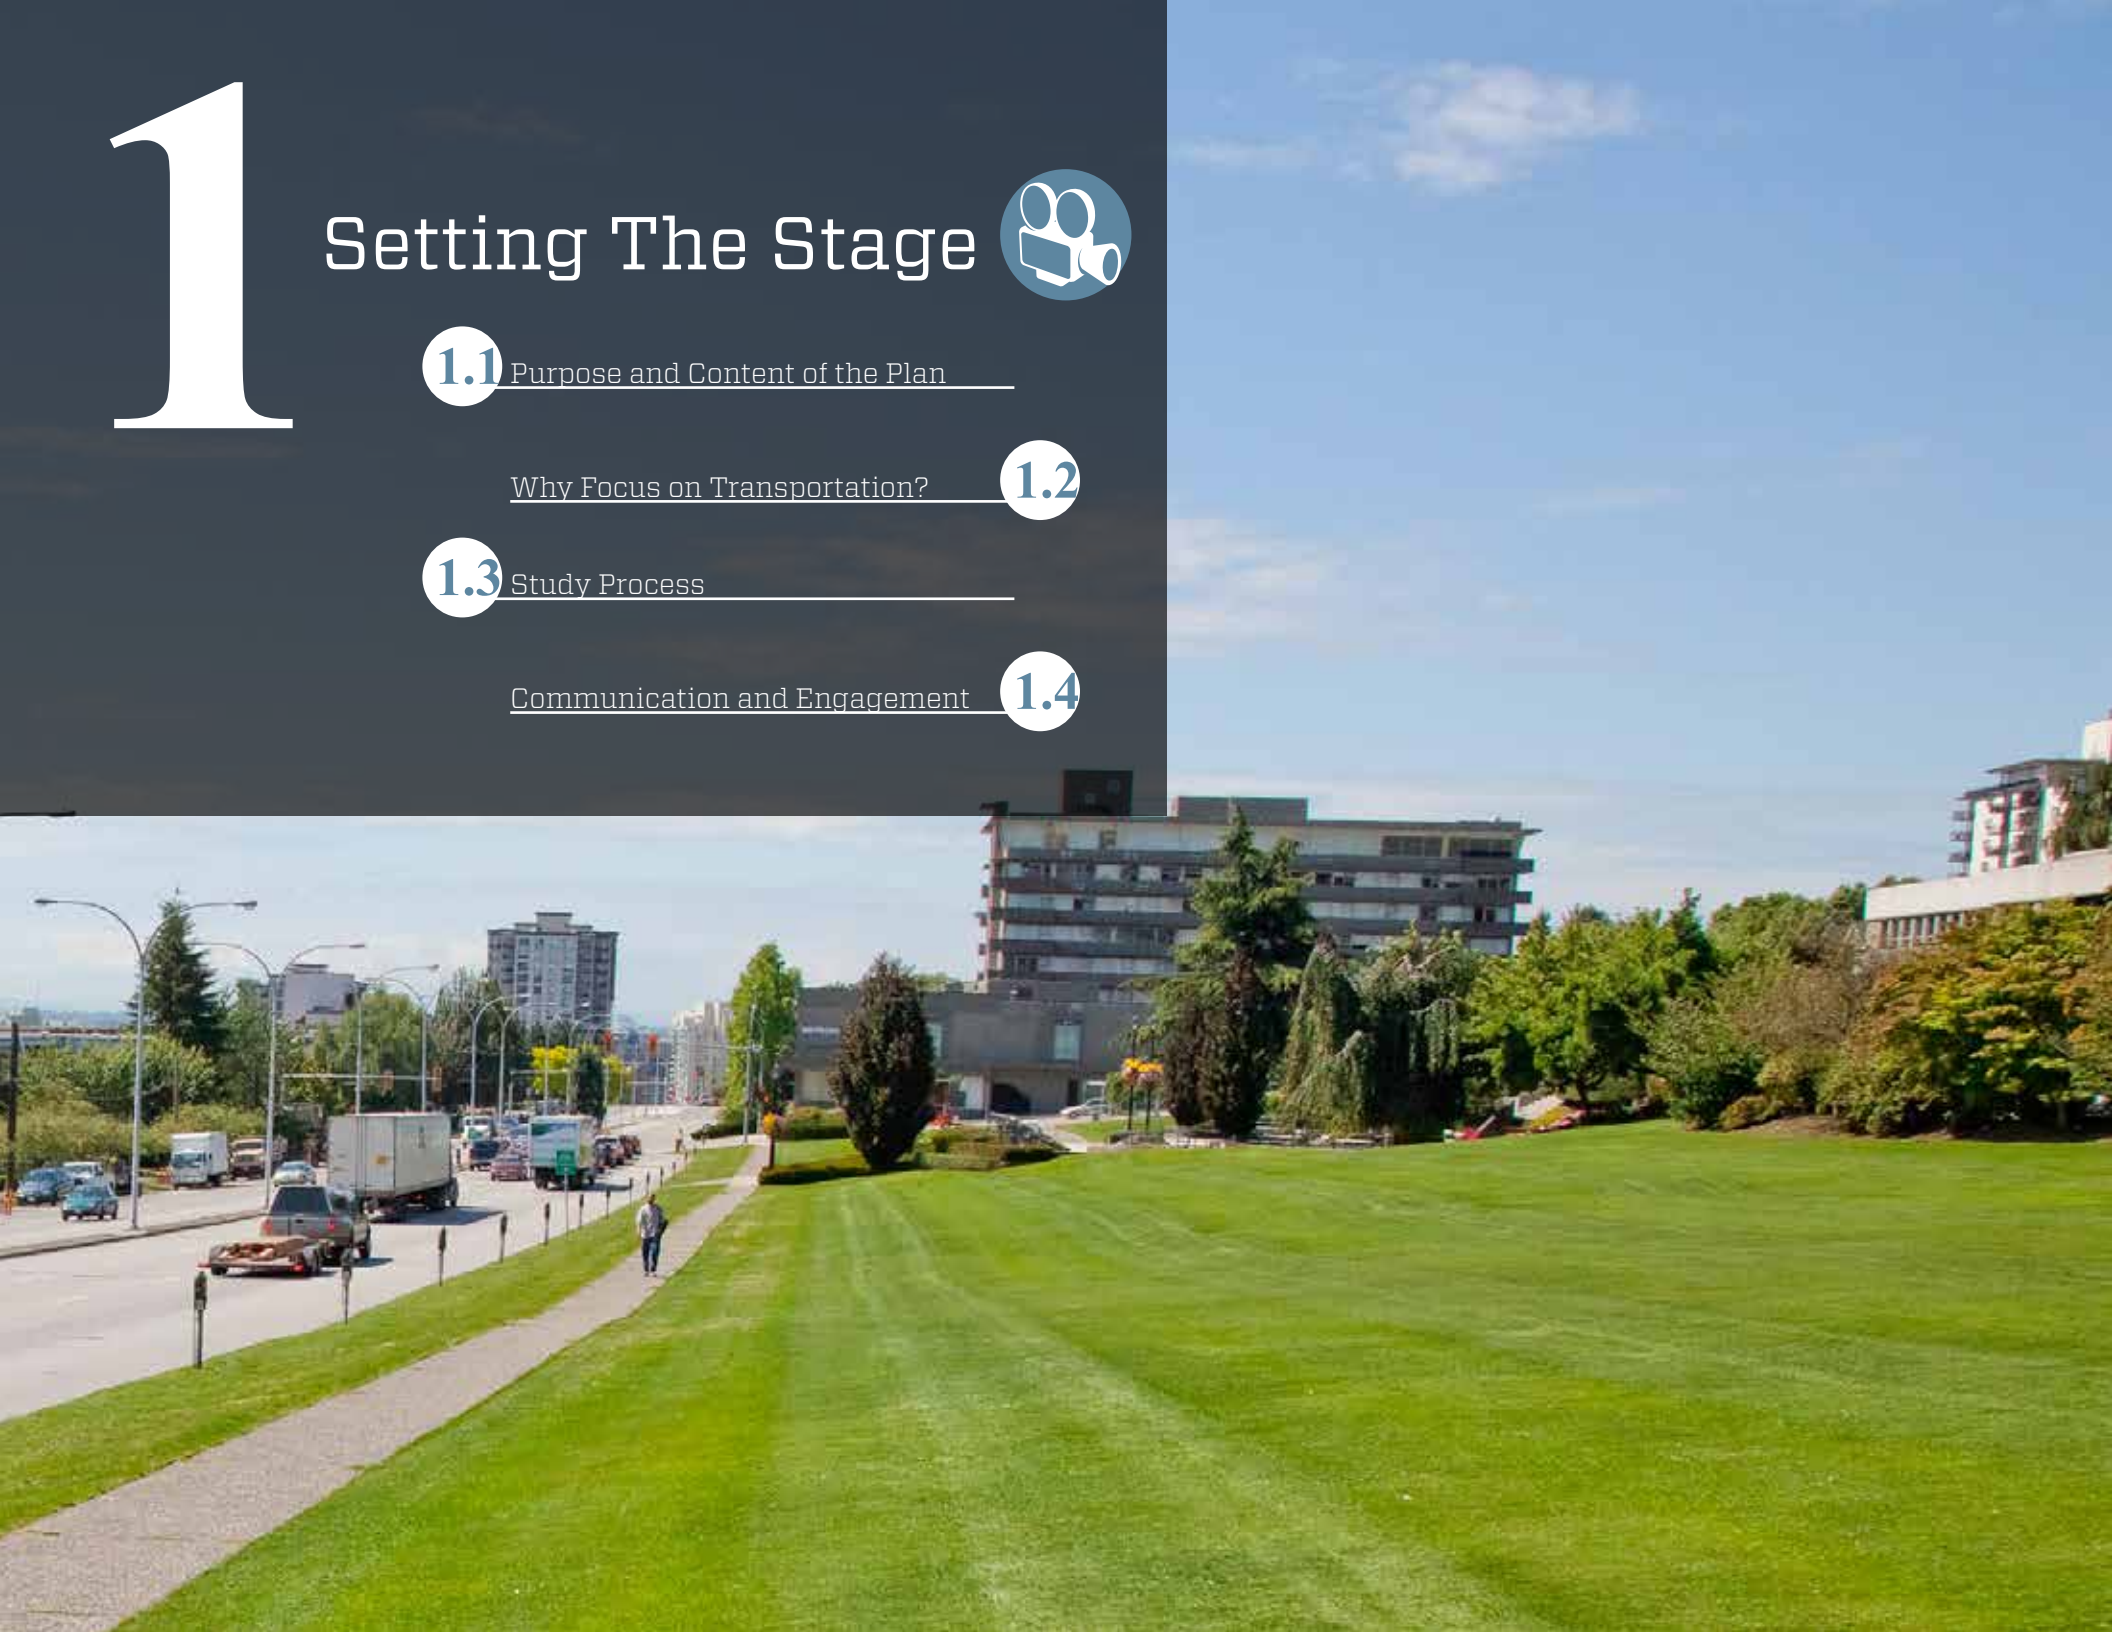 1
Setting The Stage
1.1 Purpose and Content of the Plan
Why Focus on Transportation? 1.2
1.3 Study Process
Communication and Engagement 1.4